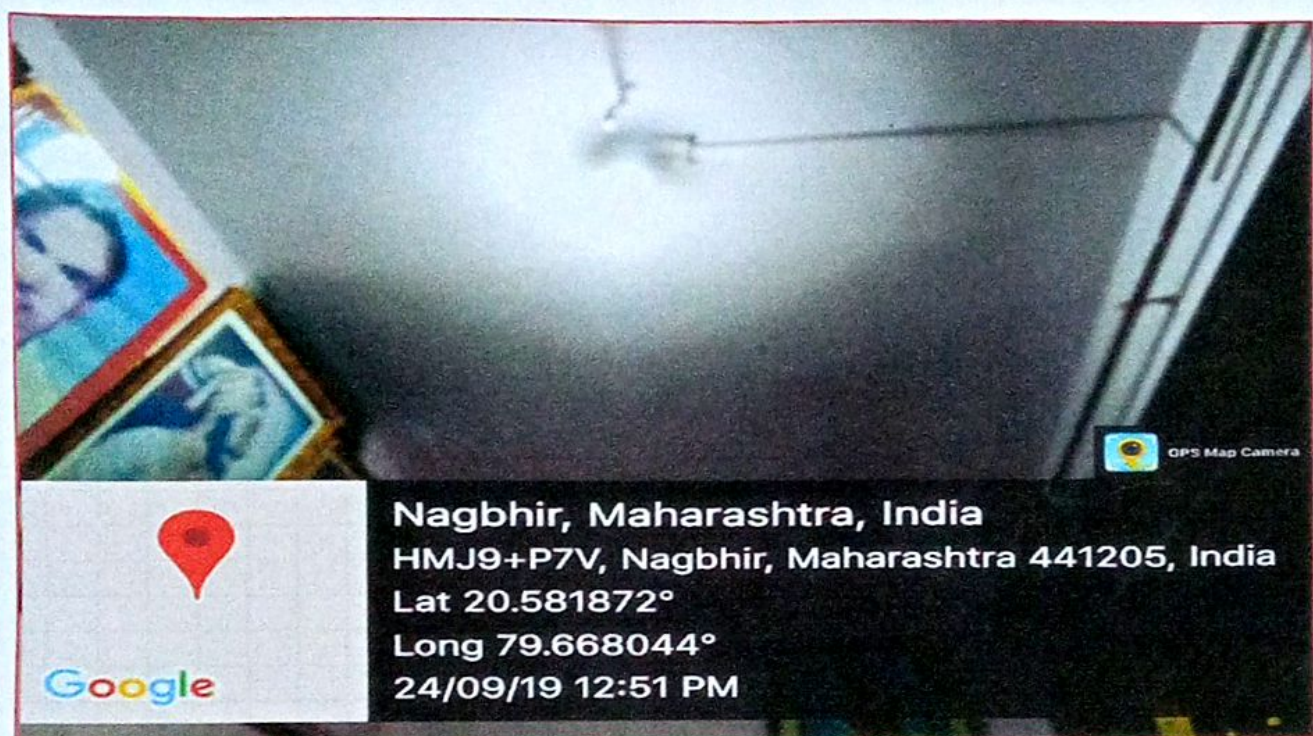 GPS Map Camera
Nagbhir, Maharashtra, India
HMJ9+P7V, Nagbhir, Maharashtra 441205, India
Lat 20.581872°
Long 79.668044°
24/09/19 12:51 PM
Google